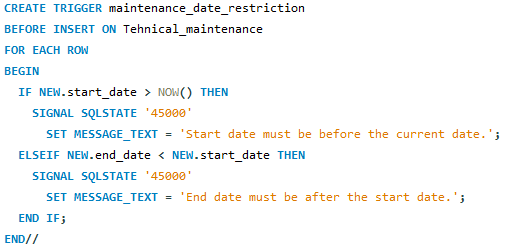 CREATE TRIGGER maintenance_date_restriction
BEFORE INSERT ON Tehnical_maintenance
FOR EACH ROW
BEGIN
  IF NEW.start_date > NOW() THEN
    SIGNAL SQLSTATE '45000'
      SET MESSAGE_TEXT = 'Start date must be before the current date.';
  ELSEIF NEW.end_date < NEW.start_date THEN
    SIGNAL SQLSTATE '45000'
      SET MESSAGE_TEXT = 'End date must be after the start date.';
  END IF;
END//